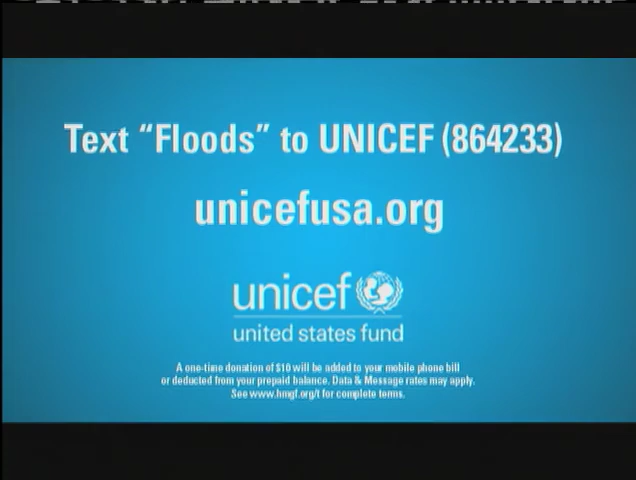 Text “Floods” to UNICEF (864233)
unicefusa.org
unicef
united states fund
A one-time donation of $10 will be added to your mobile phone bill
or deducted from your prepaid balance. Data & Message rates may apply.
See www.hmgf.org/t for complete terms.